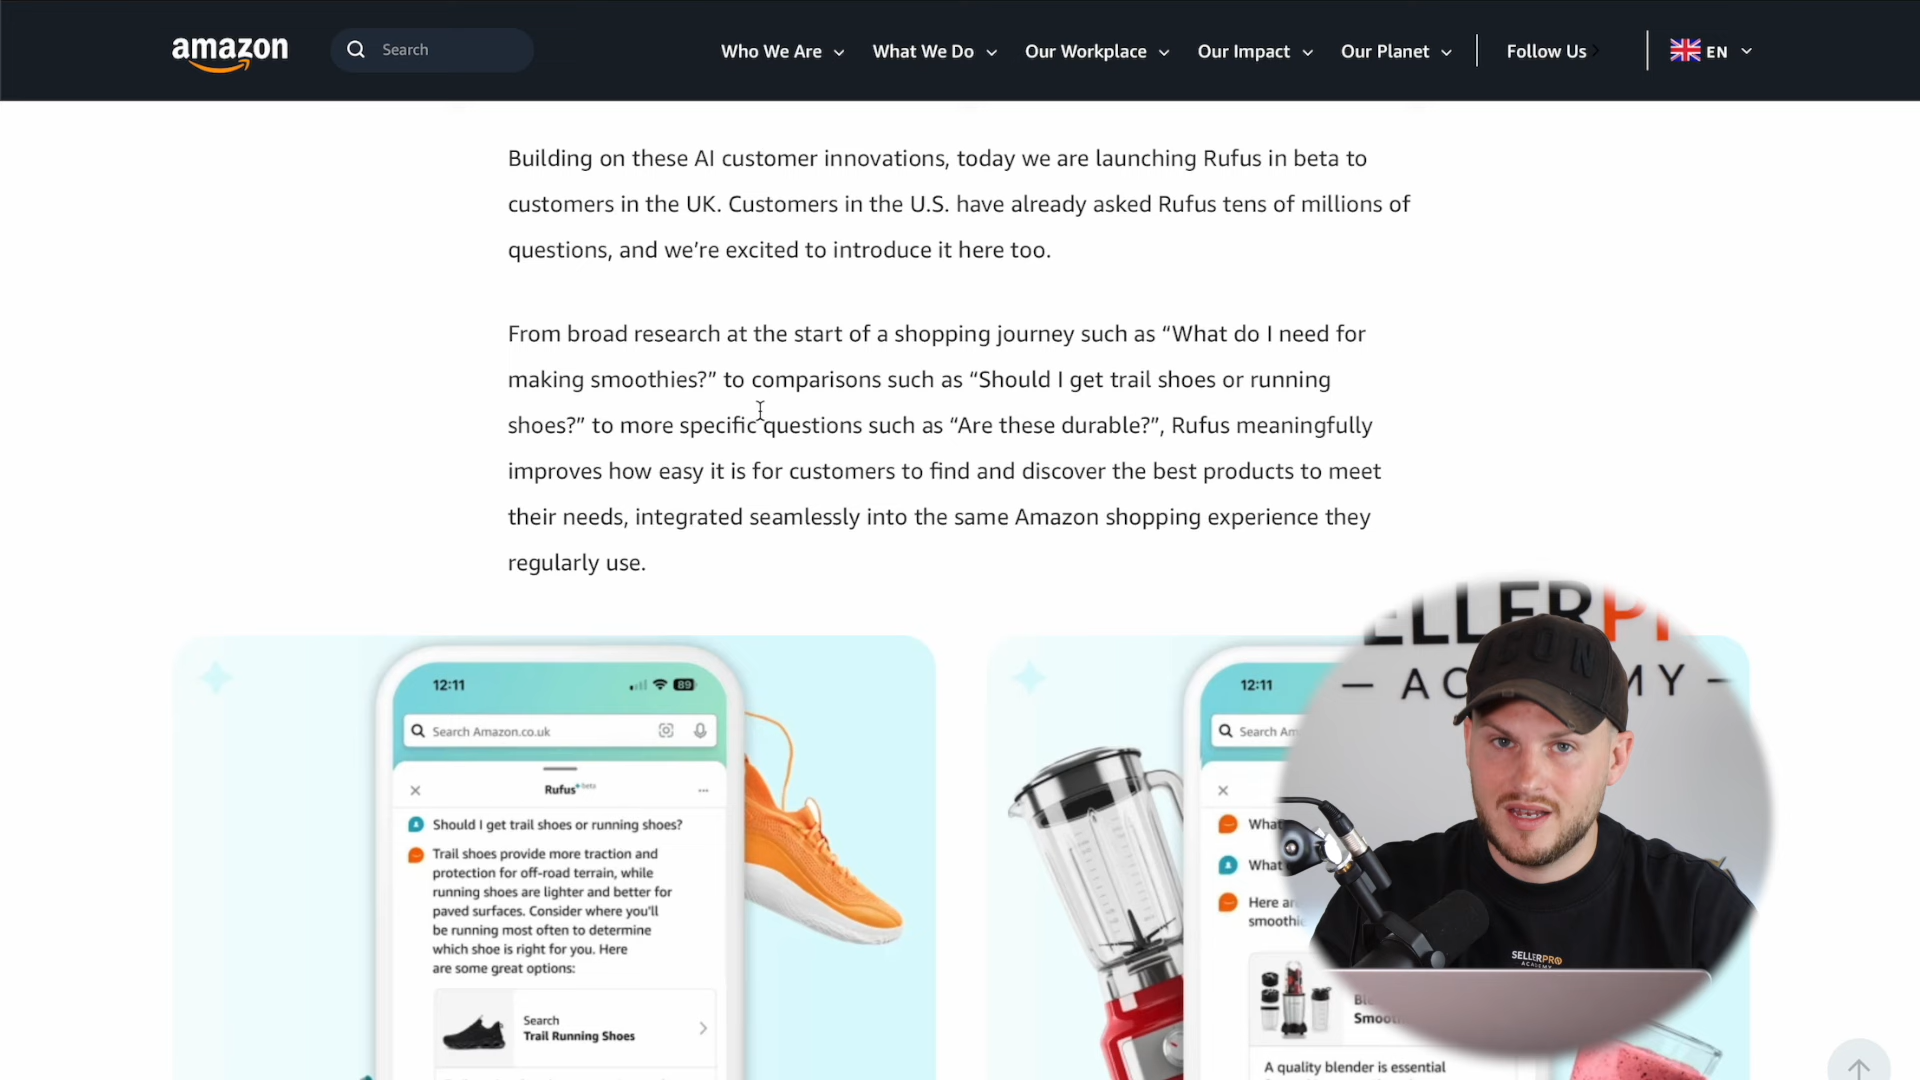 amazon
Search
Who We Are
What We Do
Our Workplace
Our Impact
Our Planet
Follow Us
EN
Building on these AI customer innovations, today we are launching Rufus in beta to
customers in the UK. Customers in the U.S. have already asked Rufus tens of millions of
questions, and we’re excited to introduce it here too.
From broad research at the start of a shopping journey such as “What do I need for
making smoothies?” to comparisons such as “Should I get trail shoes or running
shoes?” to more specific questions such as “Are these durable?”, Rufus meaningfully
improves how easy it is for customers to find and discover the best products to meet
their needs, integrated seamlessly into the same Amazon shopping experience they
regularly use.
12:11
89
Search Amazon.co.uk
Rufus beta
Should I get trail shoes or running shoes?
Trail shoes provide more traction and
protection for off-road terrain, while
running shoes are lighter and better for
paved surfaces. Consider where you'll
be running most often to determine
which shoe is right for you. Here
are some great options:
Search
Trail Running Shoes
12:11
Search
What
What
Here are
A quality blender is essential
SELLERPRO
ACADEMY